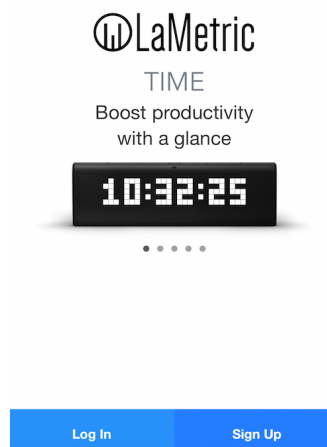 LaMetric
TIME
Boost productivity
with a glance
10:32:25
Log In
Sign Up